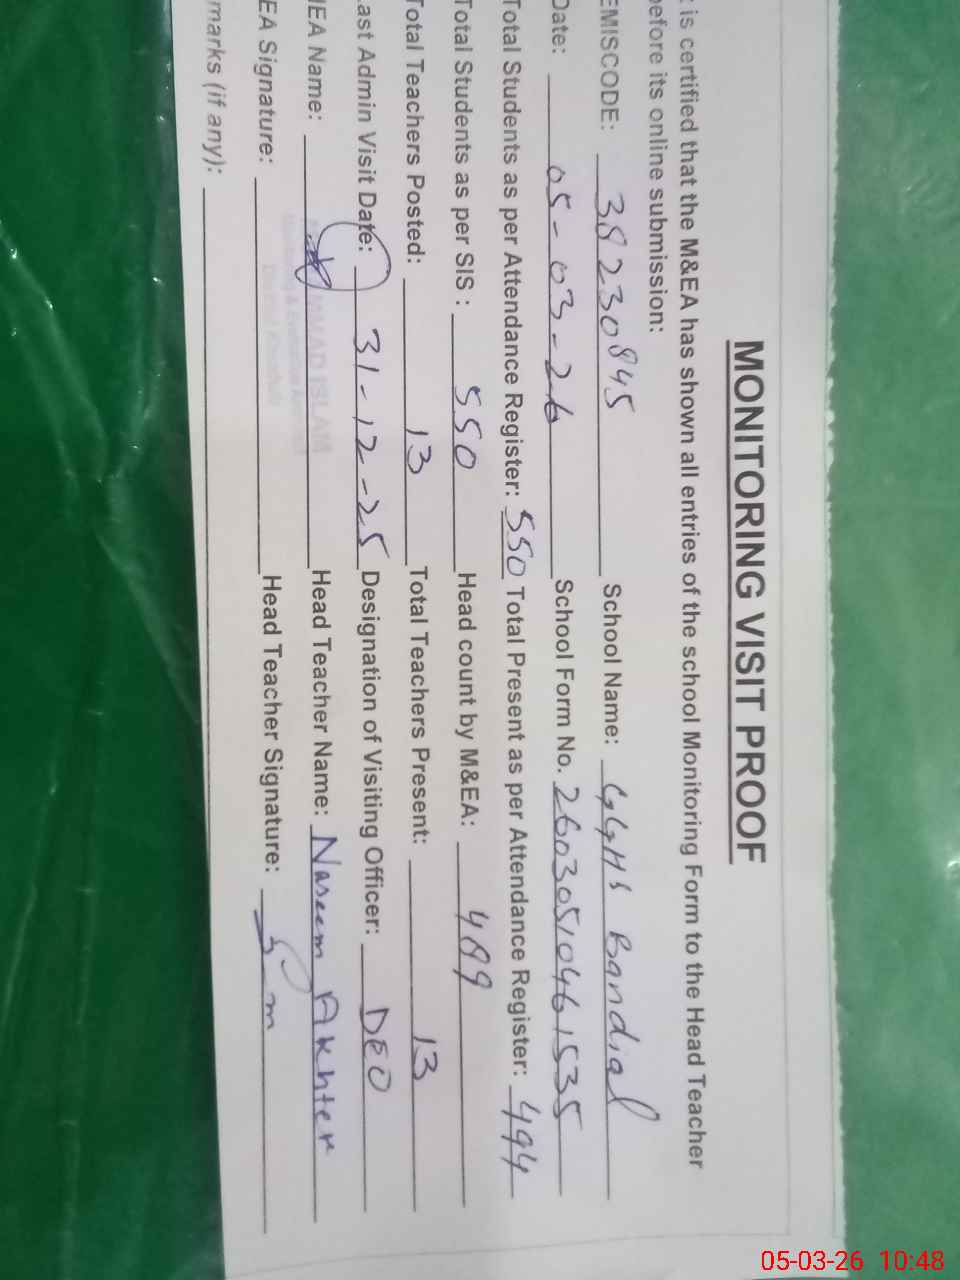 MONITORING VISIT PROOF
t is certified that the M&EA has shown all entries of the school Monitoring Form to the Head Teacher
before its online submission:
EMISCODE: 38230845 School Name: GGHS Bandial
Date: 05-03-26 School Form No. 26030510461535
Total Students as per Attendance Register: 550 Total Present as per Attendance Register: 494
Total Students as per SIS : 550 Head count by M&EA: 489
Total Teachers Posted: 13 Total Teachers Present: 13
Last Admin Visit Date: 31-12-25 Designation of Visiting Officer: DEO
MEA Name: MMAD ISLAM Head Teacher Name: Naseem Akhter
EA Signature: Head Teacher Signature:
marks (if any):
05-03-26 10:48